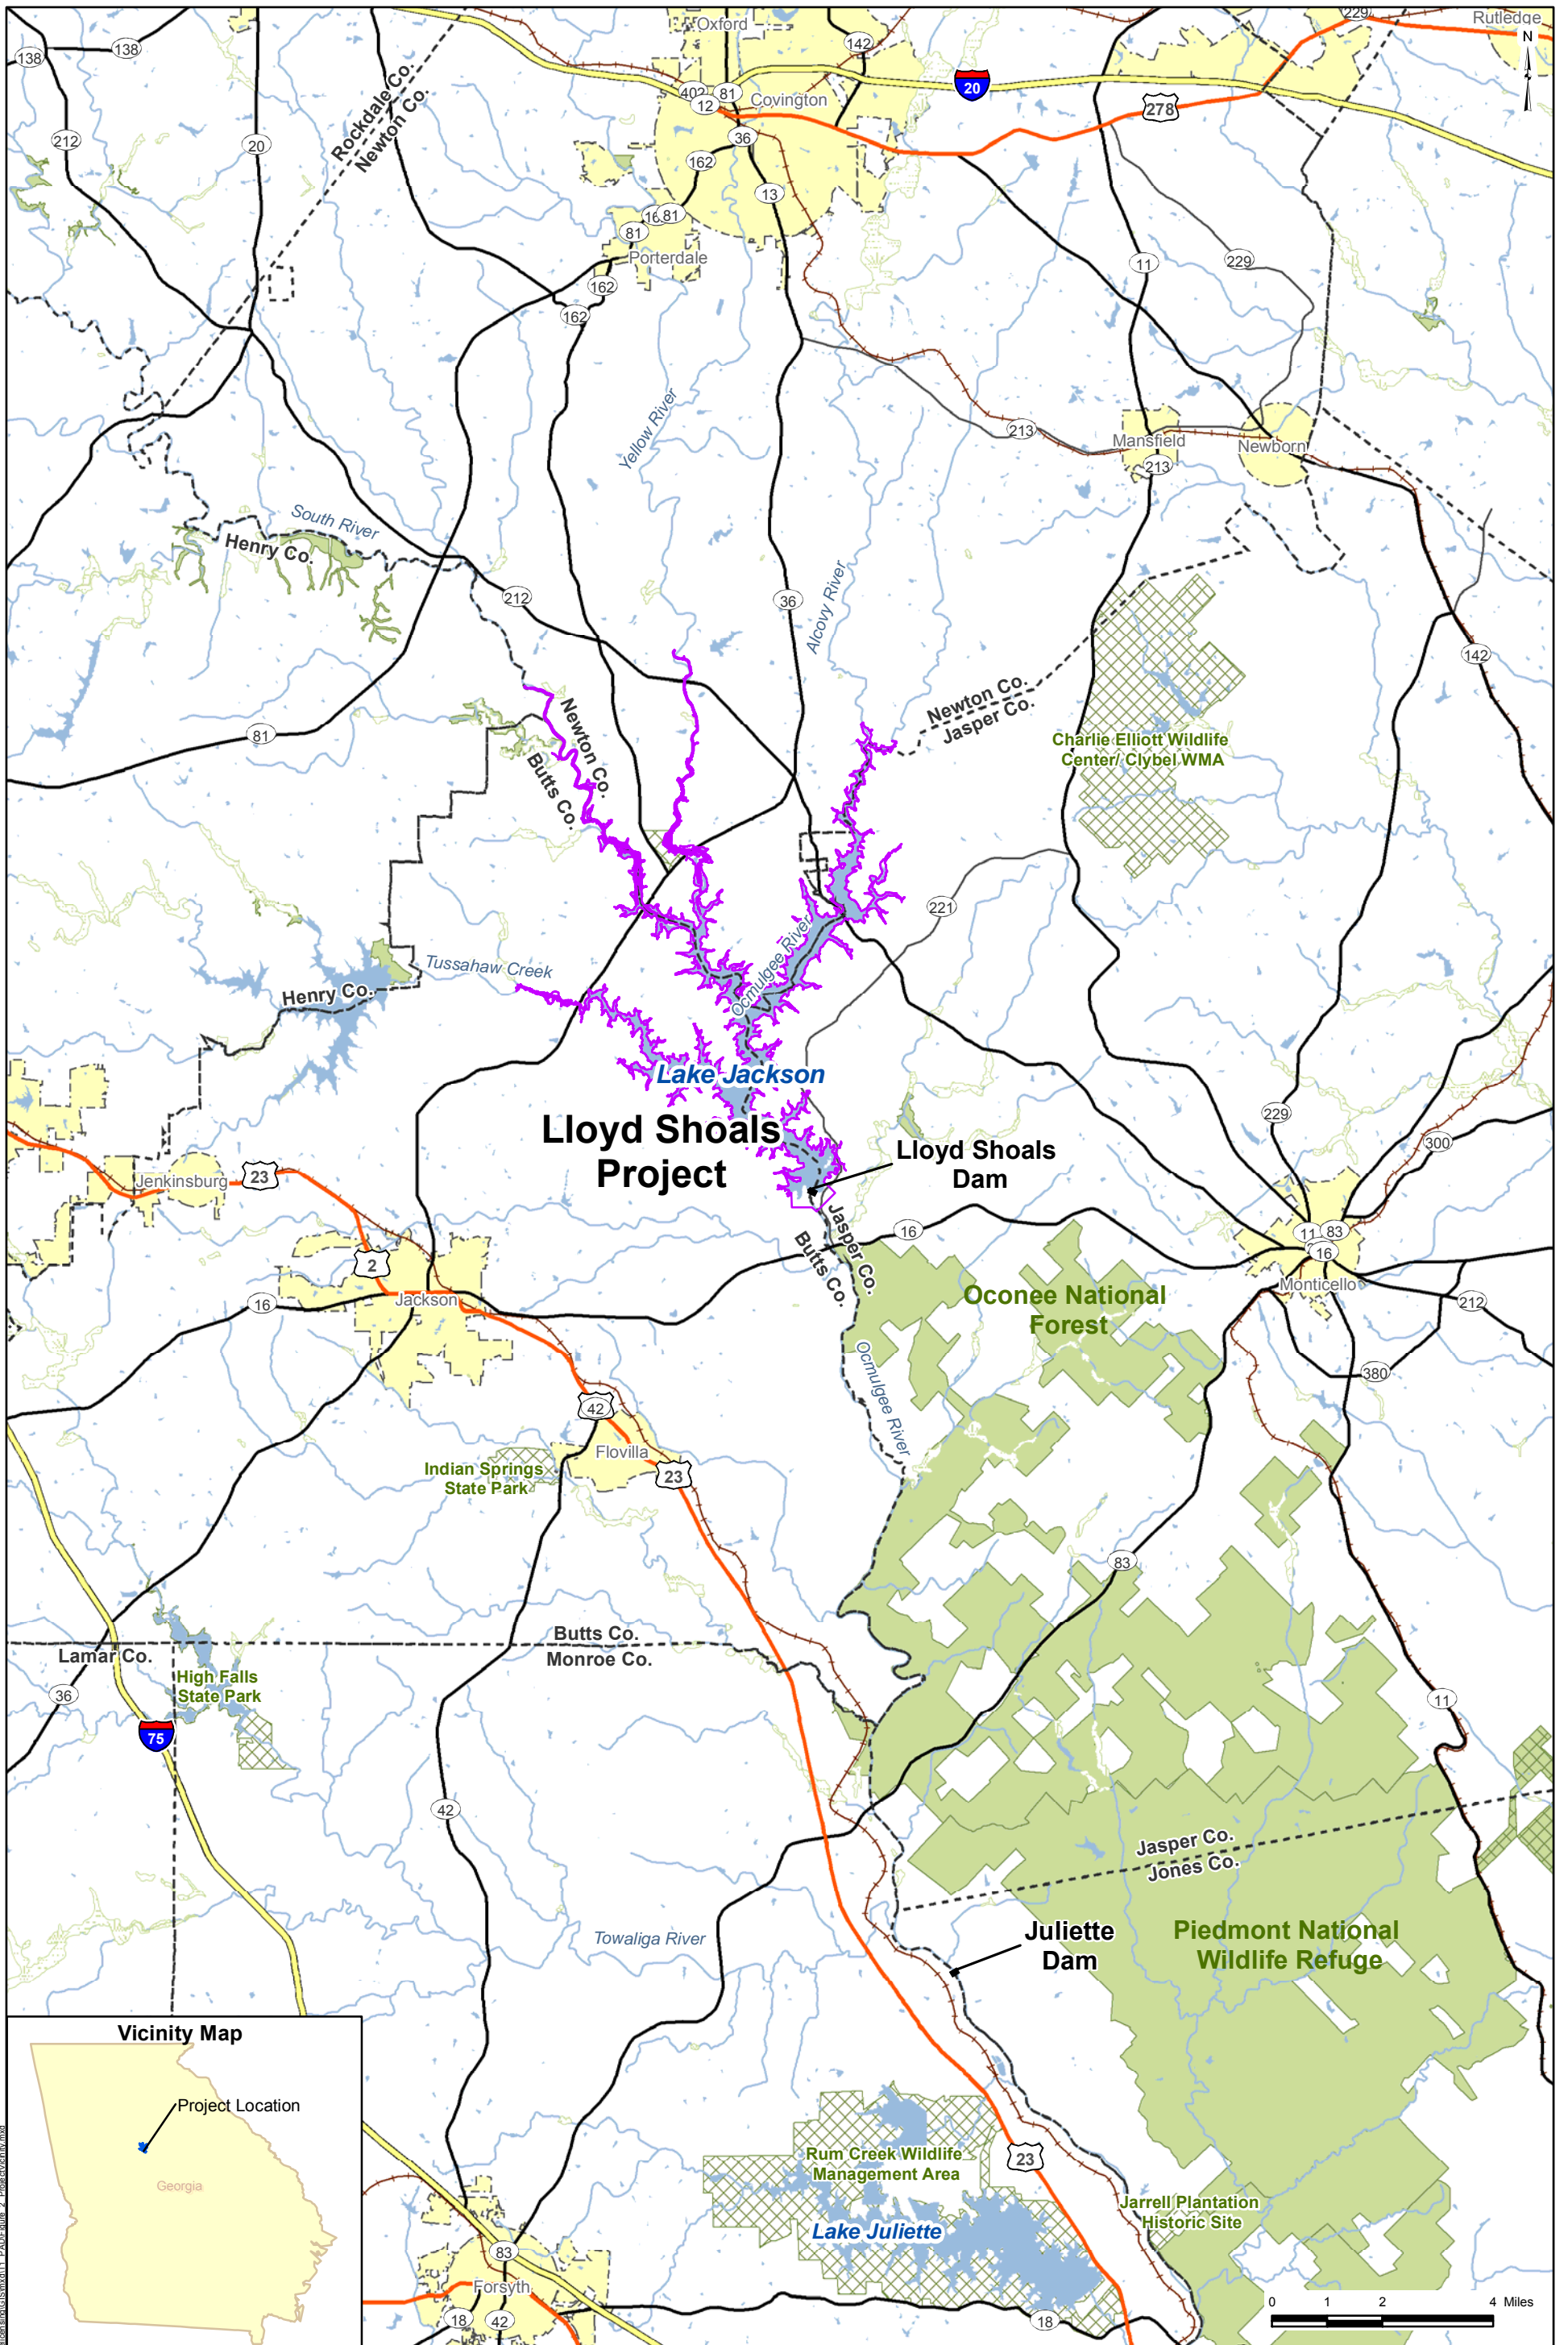 Oxford
Rutledge
229
N
138
138
142
20
402
81
12
Covington
278
Rockdale Co.
Newton Co.
212
20
36
162
13
81
81
Porterdale
162
162
11
229
Yellow River
213
Mansfield
Newborn
213
South River
Henry Co.
212
36
Alcovy River
142
Newton Co.
Jasper Co.
Newton Co.
Butts Co.
81
Charlie Elliott Wildlife
Center/ Clybel WMA
221
Ocmulgee River
Tussahaw Creek
Henry Co.
Lake Jackson
Lloyd Shoals
Project
Lloyd Shoals
Dam
229
300
Jenkinsburg
23
Jasper Co.
Butts Co.
16
11
83
16
Monticello
2
Jackson
16
Oconee National
Forest
212
380
Ocmulgee River
42
Flovilla
23
Indian Springs
State Park
83
Butts Co.
Monroe Co.
Lamar Co.
High Falls
State Park
36
75
11
42
Jasper Co.
Jones Co.
Towaliga River
Juliette
Dam
Piedmont National
Wildlife Refuge
Vicinity Map
Project Location
Georgia
Rum Creek Wildlife
Management Area
23
Jarrell Plantation
Historic Site
Lake Juliette
83
Forsyth
18
42
18
0 1 2 4 Miles